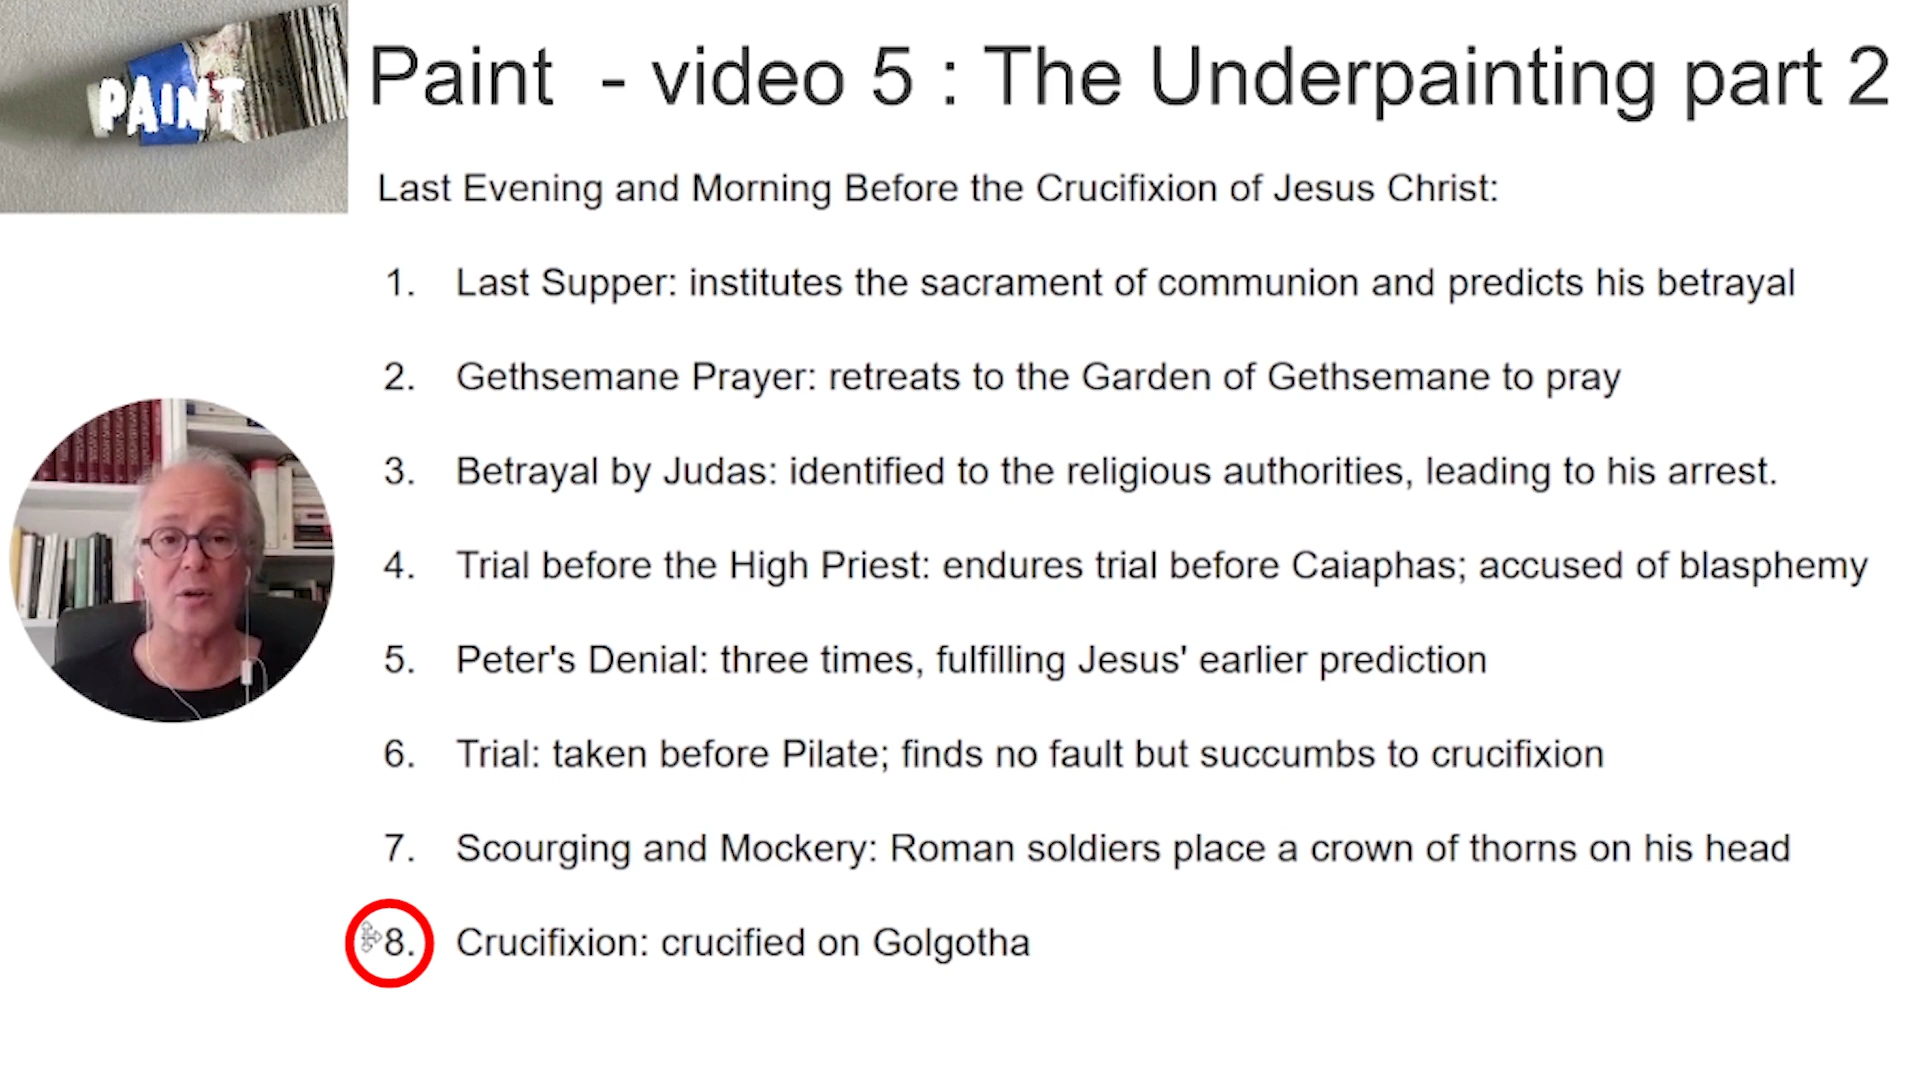 PAINT
Paint - video 5 : The Underpainting part 2
Last Evening and Morning Before the Crucifixion of Jesus Christ:
1. Last Supper: institutes the sacrament of communion and predicts his betrayal
2. Gethsemane Prayer: retreats to the Garden of Gethsemane to pray
3. Betrayal by Judas: identified to the religious authorities, leading to his arrest.
4. Trial before the High Priest: endures trial before Caiaphas; accused of blasphemy
5. Peter's Denial: three times, fulfilling Jesus' earlier prediction
6. Trial: taken before Pilate; finds no fault but succumbs to crucifixion
7. Scourging and Mockery: Roman soldiers place a crown of thorns on his head
8. Crucifixion: crucified on Golgotha